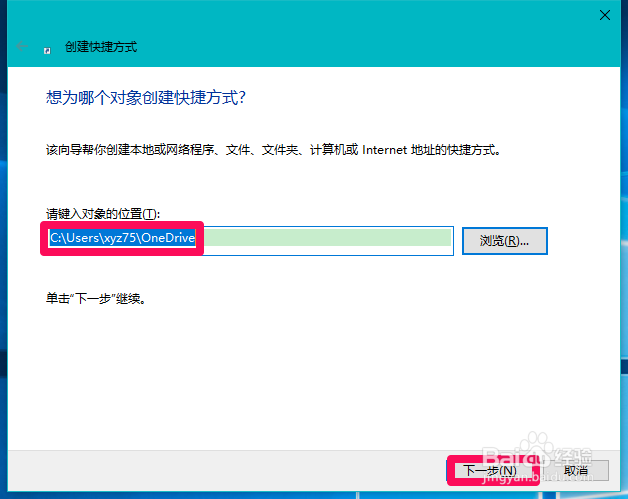 创建快捷方式
想为哪个对象创建快捷方式?
该向导帮你创建本地或网络程序、文件、文件夹、计算机或 Internet 地址的快捷方式。
请键入对象的位置(T):
C:\Users\xyz75\OneDrive
浏览(R)...
单击"下一步"继续。
下一步(N)
取消
Baidu 经验
jingyan.baidu.com